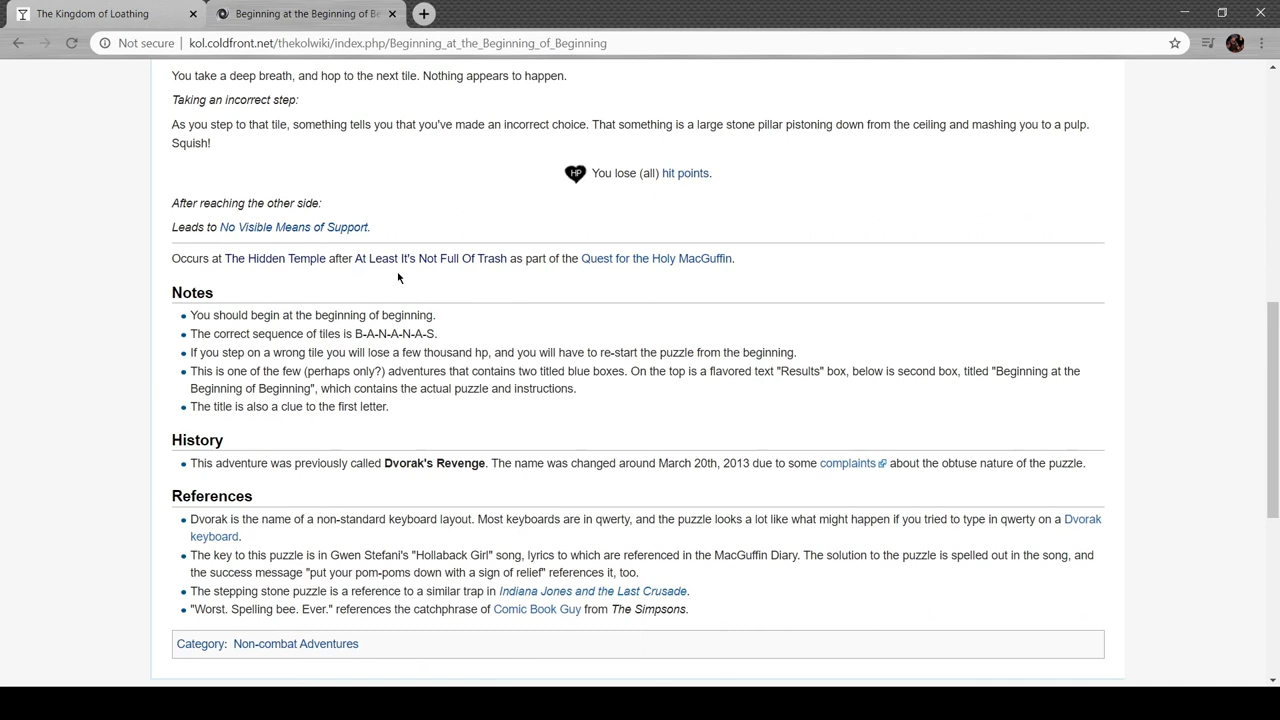 The Kingdom of Loathing
Beginning at the Beginning of Be
Not secure | kol.coldfront.net/thekolwiki/index.php/Beginning_at_the_Beginning_of_Beginning
You take a deep breath, and hop to the next tile. Nothing appears to happen.
Taking an incorrect step:
As you step to that tile, something tells you that you've made an incorrect choice. That something is a large stone pillar pistoning down from the ceiling and mashing you to a pulp.
Squish!
HP You lose (all) hit points.
After reaching the other side:
Leads to No Visible Means of Support.
Occurs at The Hidden Temple after At Least It's Not Full Of Trash as part of the Quest for the Holy MacGuffin.
Notes
You should begin at the beginning of beginning.
The correct sequence of tiles is B-A-N-A-N-A-S.
If you step on a wrong tile you will lose a few thousand hp, and you will have to re-start the puzzle from the beginning.
This is one of the few (perhaps only?) adventures that contains two titled blue boxes. On the top is a flavored text "Results" box, below is second box, titled "Beginning at the
Beginning of Beginning", which contains the actual puzzle and instructions.
The title is also a clue to the first letter.
History
This adventure was previously called Dvorak's Revenge. The name was changed around March 20th, 2013 due to some complaints about the obtuse nature of the puzzle.
References
Dvorak is the name of a non-standard keyboard layout. Most keyboards are in qwerty, and the puzzle looks a lot like what might happen if you tried to type in qwerty on a Dvorak
keyboard.
The key to this puzzle is in Gwen Stefani's "Hollaback Girl" song, lyrics to which are referenced in the MacGuffin Diary. The solution to the puzzle is spelled out in the song, and
the success message "put your pom-poms down with a sign of relief" references it, too.
The stepping stone puzzle is a reference to a similar trap in Indiana Jones and the Last Crusade.
"Worst. Spelling bee. Ever." references the catchphrase of Comic Book Guy from The Simpsons.
Category: Non-combat Adventures